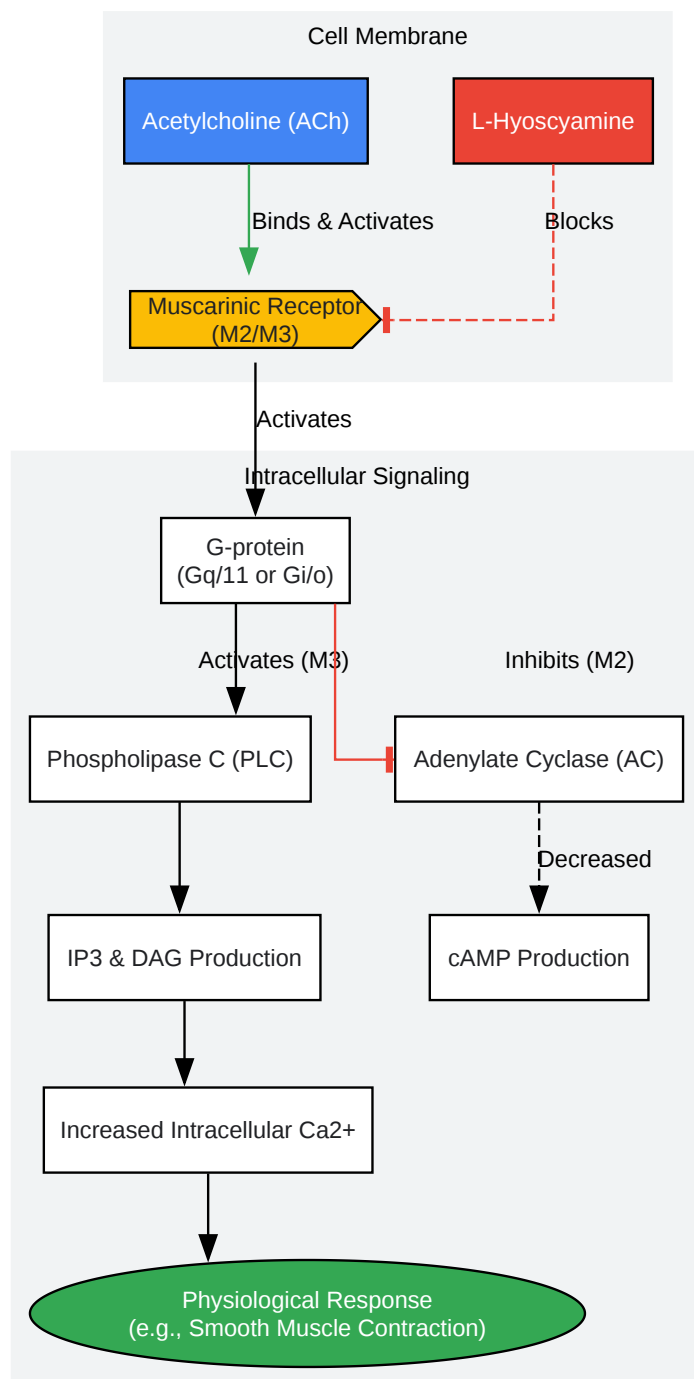 Cell Membrane
Acetylcholine (ACh)
L-Hyoscyamine
Binds & Activates
Blocks
Muscarinic Receptor
(M2/M3)
Activates
Intracellular Signaling
G-protein
(Gq/11 or Gi/o)
Activates (M3)
Inhibits (M2)
Phospholipase C (PLC)
Adenylate Cyclase (AC)
Decreased
IP3 & DAG Production
cAMP Production
Increased Intracellular Ca2+
Physiological Response
(e.g., Smooth Muscle Contraction)